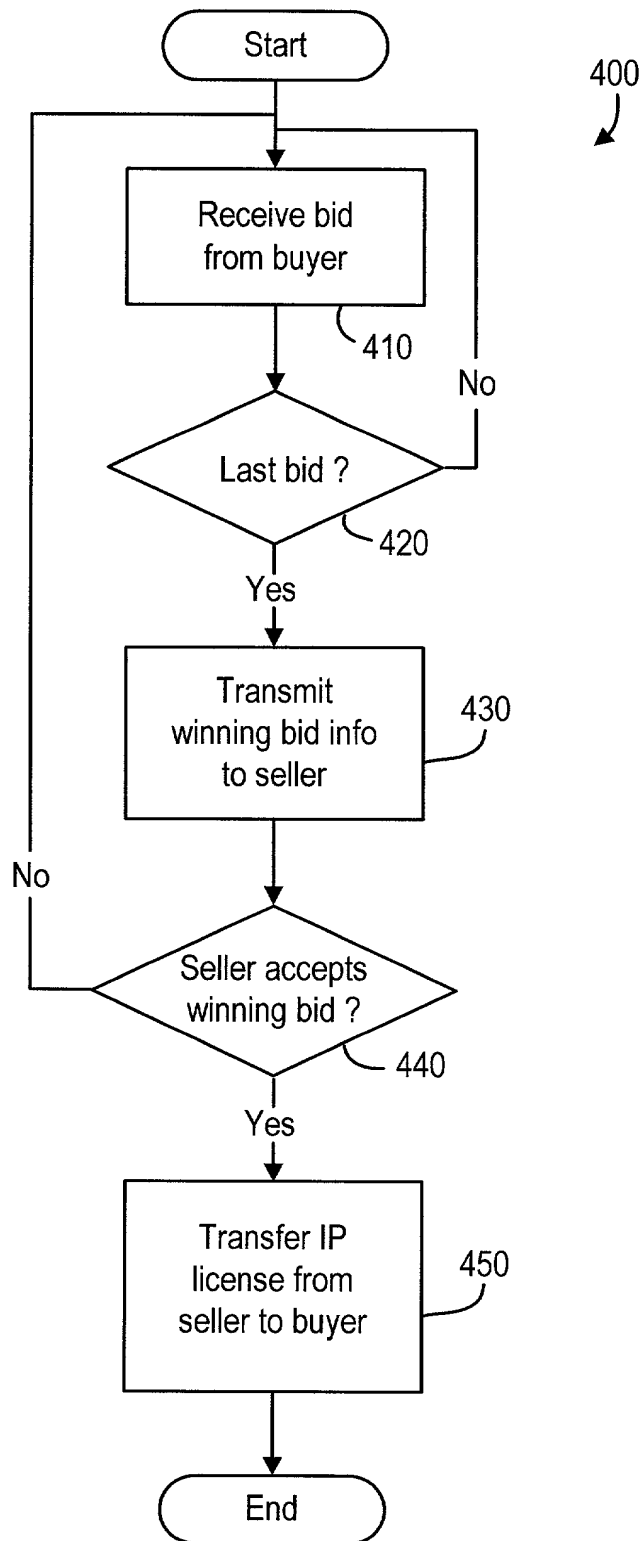 Start
400
Receive bid
from buyer
410
No
Last bid ?
420
Yes
Transmit
winning bid info
to seller
430
No
Seller accepts
winning bid ?
440
Yes
Transfer IP
license from
seller to buyer
450
End